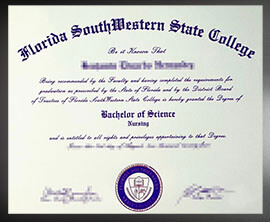 Florida SouthWestern State College
Be it Known That
Being recommended by the Faculty and having completed the requirements for
graduation as prescribed by the State of Florida and by the District Board
of Trustees of Florida SouthWestern State College is hereby granted the Degree of
Bachelor of Science
Nursing
and is entitled to all rights and privileges appertaining to that Degree